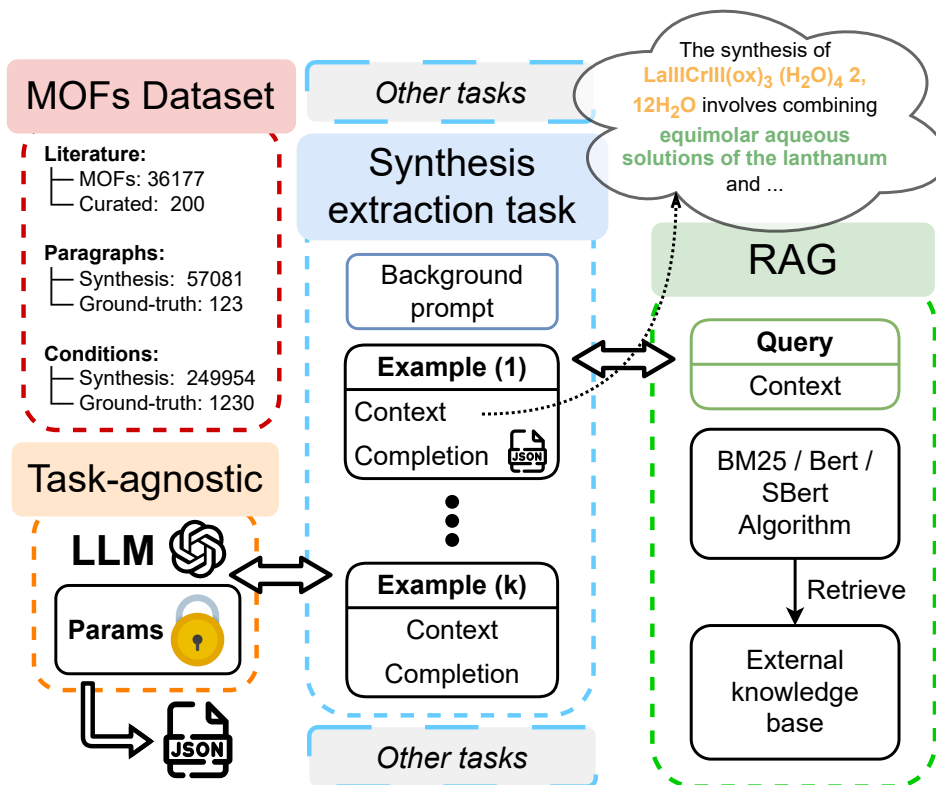 MOFs Dataset
Literature:
MOFs: 36177
Curated: 200
Paragraphs:
Synthesis: 57081
Ground-truth: 123
Conditions:
Synthesis: 249954
Ground-truth: 1230
Task-agnostic
LLM
Params
JSON
Other tasks
Synthesis
extraction task
Background
prompt
Example (1)
Context
Completion
JSON
Example (k)
Context
Completion
Other tasks
The synthesis of
LaIIICrIII(ox)3 (H2O)4 2,
12H2O involves combining
equimolar aqueous
solutions of the lanthanum
and ...
RAG
Query
Context
BM25 / Bert /
SBert
Algorithm
Retrieve
External
knowledge
base